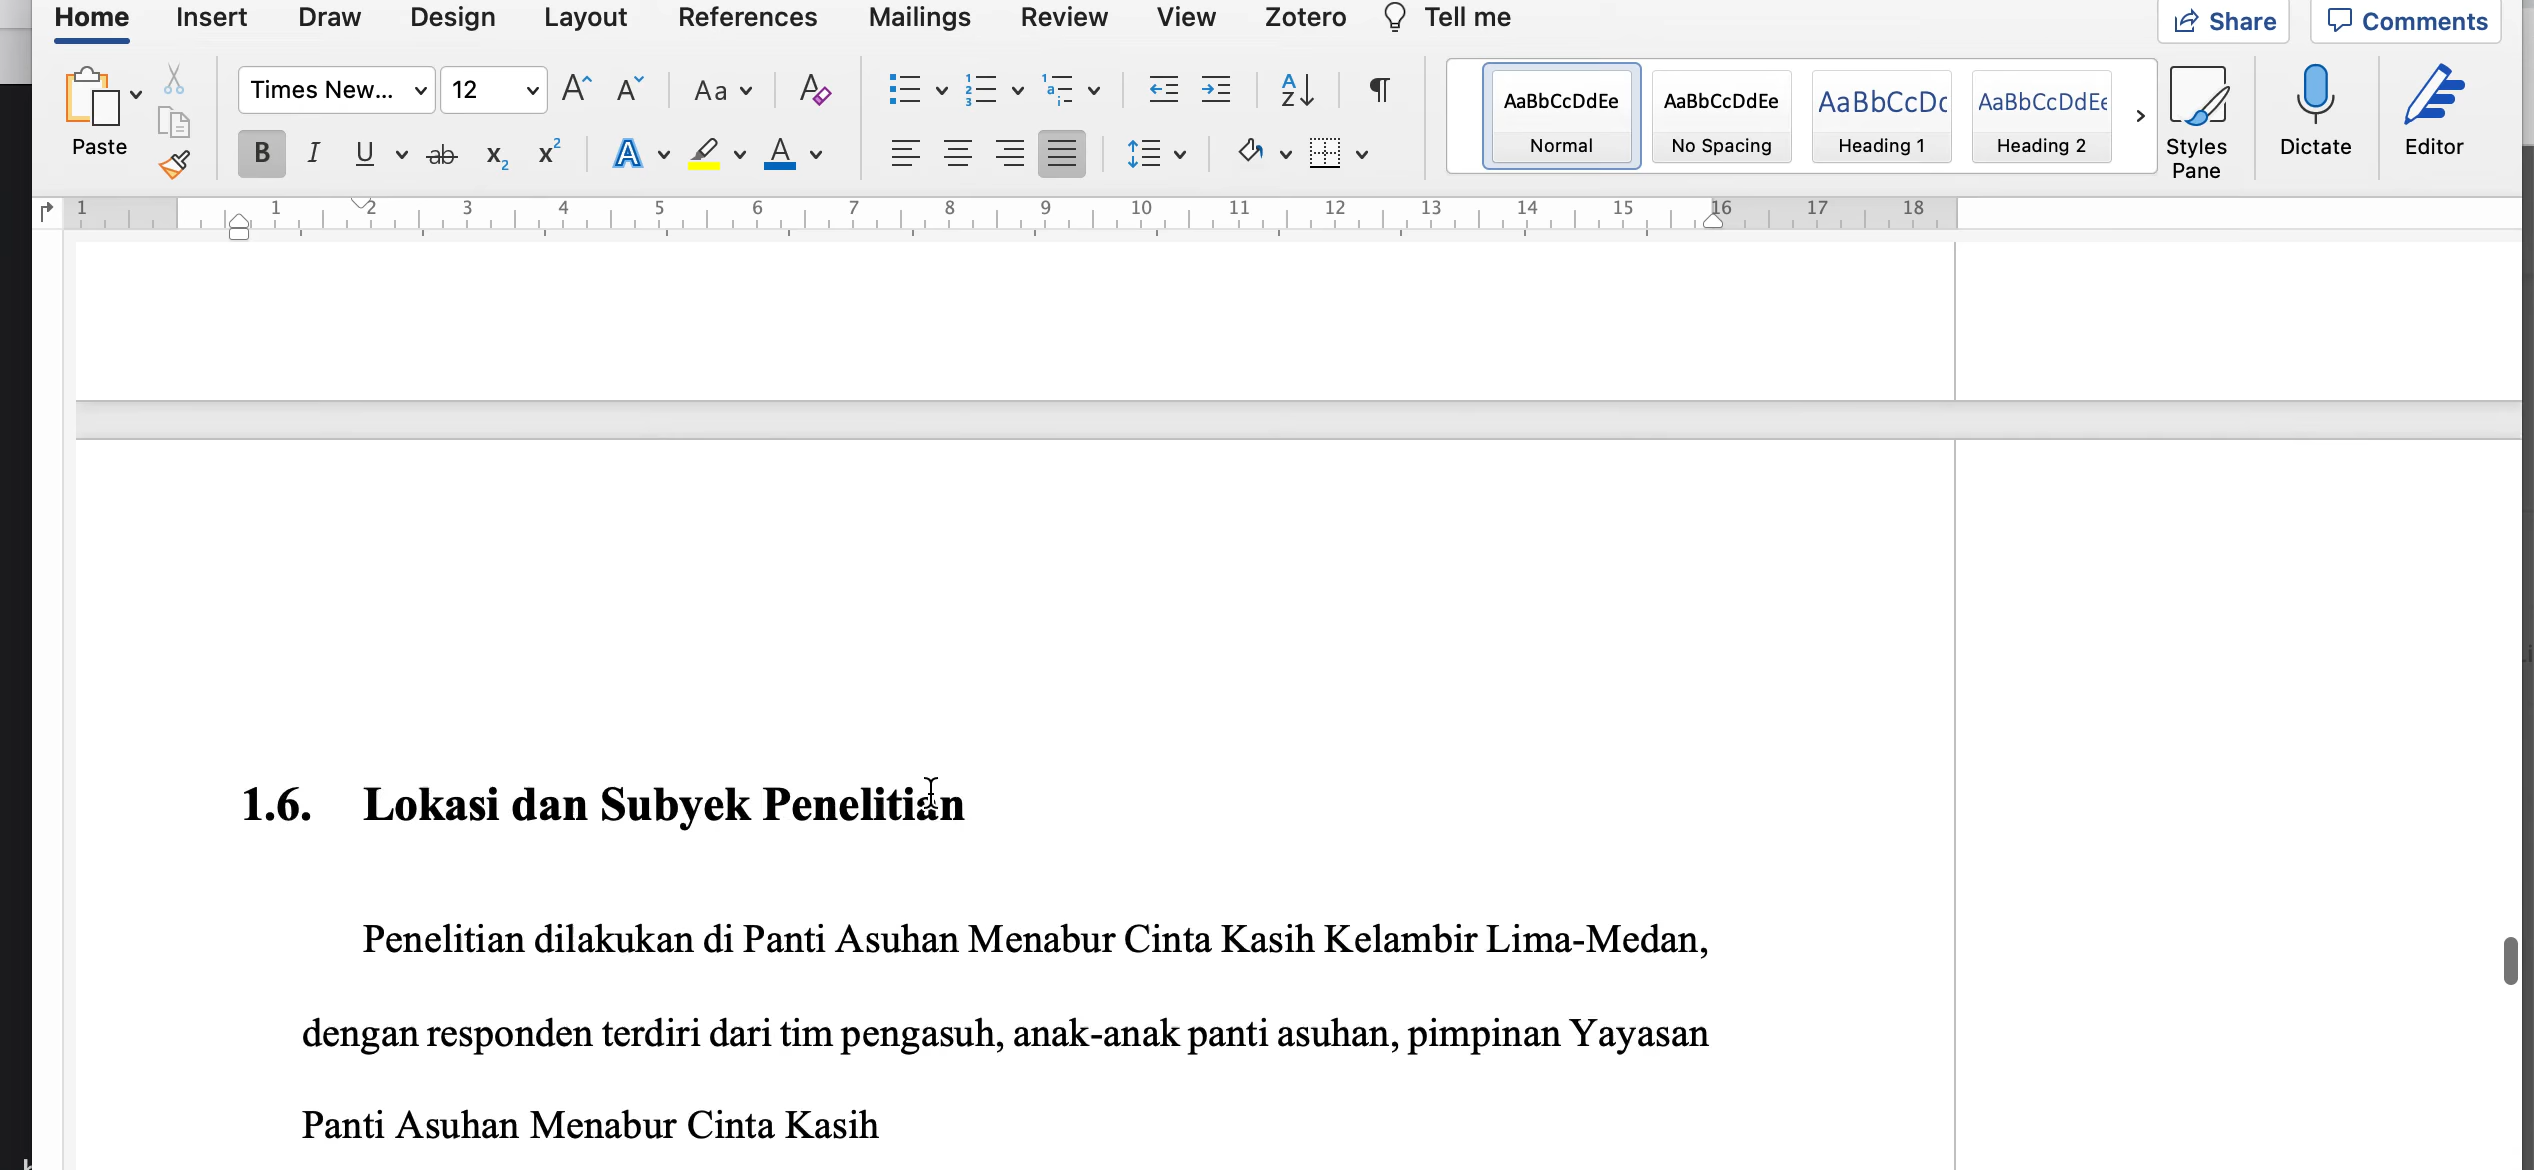 Home Insert Draw Design Layout References Mailings Review View Zotero Tell me Share Comments
Paste
Times New... 12
Aa
AaBbCcDdEe AaBbCcDdEe AaBbCcDc AaBbCcDdEe
Normal No Spacing Heading 1 Heading 2
Styles Pane
Dictate
Editor
1 1 2 3 4 5 6 7 8 9 10 11 12 13 14 15 16 17 18
1.6. Lokasi dan Subyek Penelitian
Penelitian dilakukan di Panti Asuhan Menabur Cinta Kasih Kelambir Lima-Medan,
dengan responden terdiri dari tim pengasuh, anak-anak panti asuhan, pimpinan Yayasan
Panti Asuhan Menabur Cinta Kasih